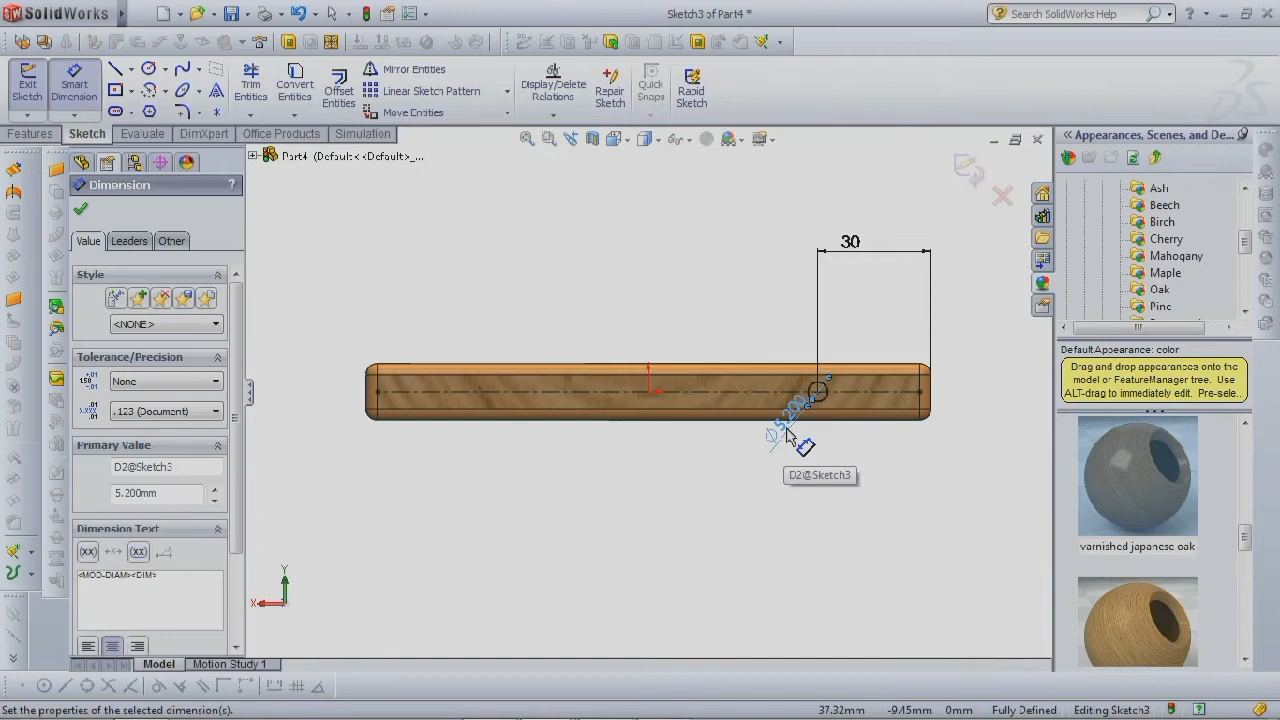 SolidWorks
Sketch3 of Part4 *
Search SolidWorks Help
Exit Sketch
Smart Dimension
Trim Entities
Convert Entities
Offset Entities
Mirror Entities
Linear Sketch Pattern
Move Entities
Display/Delete Relations
Repair Sketch
Quick Snaps
Rapid Sketch
Features
Sketch
Evaluate
DimXpert
Office Products
Simulation
Part4 (Default<<Default>_...
Appearances, Scenes, and De...
Dimension
?
Value
Leaders
Other
Style
<NONE>
Tolerance/Precision
None
.123 (Document)
Primary Value
D2@Sketch3
5.200mm
Dimension Text
(xx)
(xx)
<MOD-DIAM><DIM>
30
Ø5.200
D2@Sketch3
Y
X
Ash
Beech
Birch
Cherry
Mahogany
Maple
Oak
Pine
DefaultAppearance: color
Drag and drop appearances onto the model or FeatureManager tree. Use ALT-drag to immediately edit. Pre-sele..
varnished japanese oak
Model
Motion Study 1
Set the properties of the selected dimension(s).
37.32mm
-9.45mm
0mm
Fully Defined
Editing Sketch3